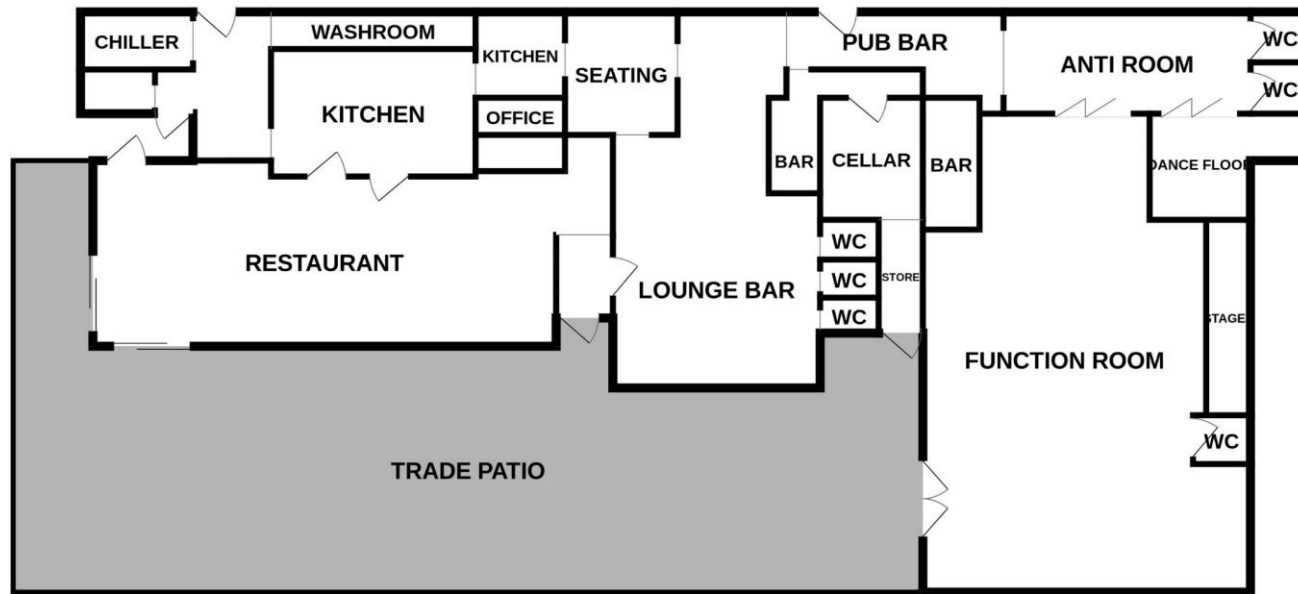 CHILLER
WASHROOM
KITCHEN
SEATING
PUB BAR
ANTI ROOM
WC
WC
KITCHEN
OFFICE
BAR
CELLAR
BAR
DANCE FLOOR
RESTAURANT
LOUNGE BAR
WC
WC
WC
STORE
STAGE
FUNCTION ROOM
WC
TRADE PATIO